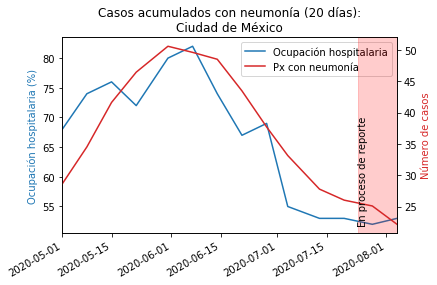 Casos acumulados con neumonía (20 días):
Ciudad de México
Ocupación hospitalaria
Px con neumonía
Ocupación hosptialaria (%)
80
75
70
65
60
55
50
45
40
35
30
25
Número de casos
En proceso de reporte
2020-05-01
2020-05-15
2020-06-01
2020-06-15
2020-07-01
2020-07-15
2020-08-01